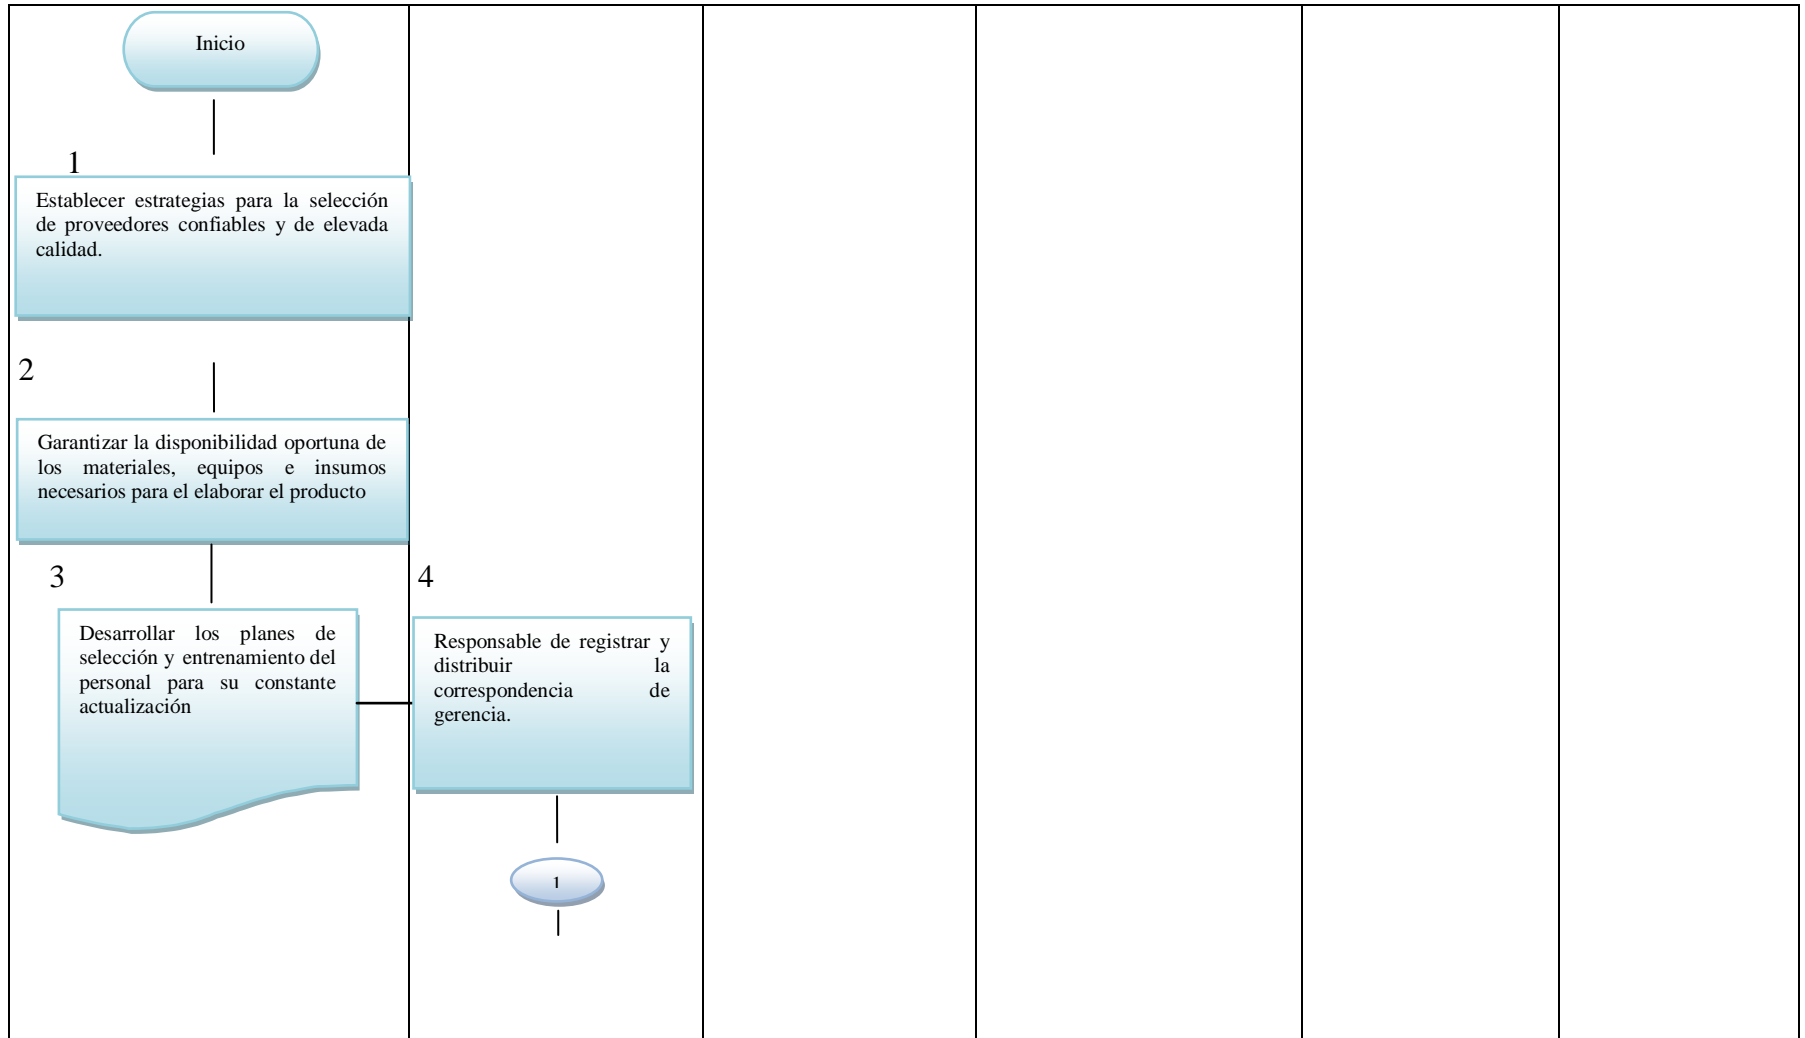 Inicio
1
Establecer estrategias para la selección
de proveedores confiables y de elevada
calidad.
2
Garantizar la disponibilidad oportuna de
los materiales, equipos e insumos
necesarios para el elaborar el producto
3
Desarrollar los planes de
selección y entrenamiento del
personal para su constante
actualización
4
Responsable de registrar y
distribuir la
correspondencia de
gerencia.
1